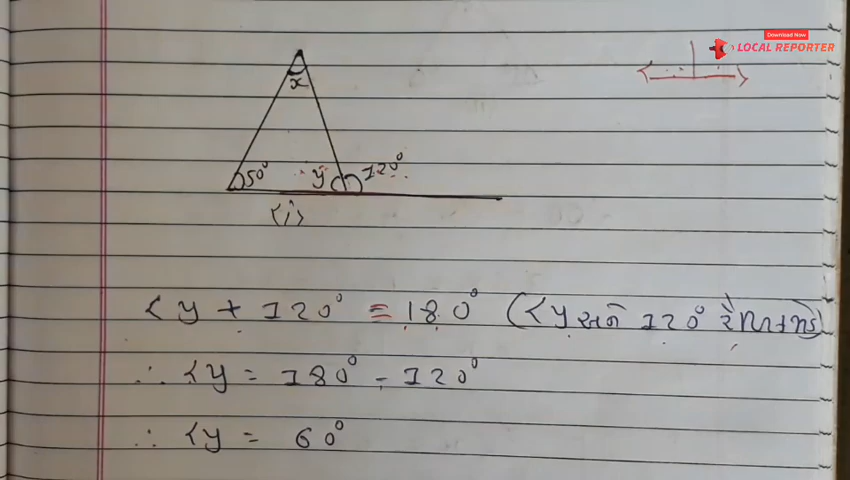 Download Now
LOCAL REPORTER
x
50° y 120°
(i)
<y + 120° = 180° (<y અને 120° રૈખિક
∴ <y = 180° - 120°
∴ <y = 60°